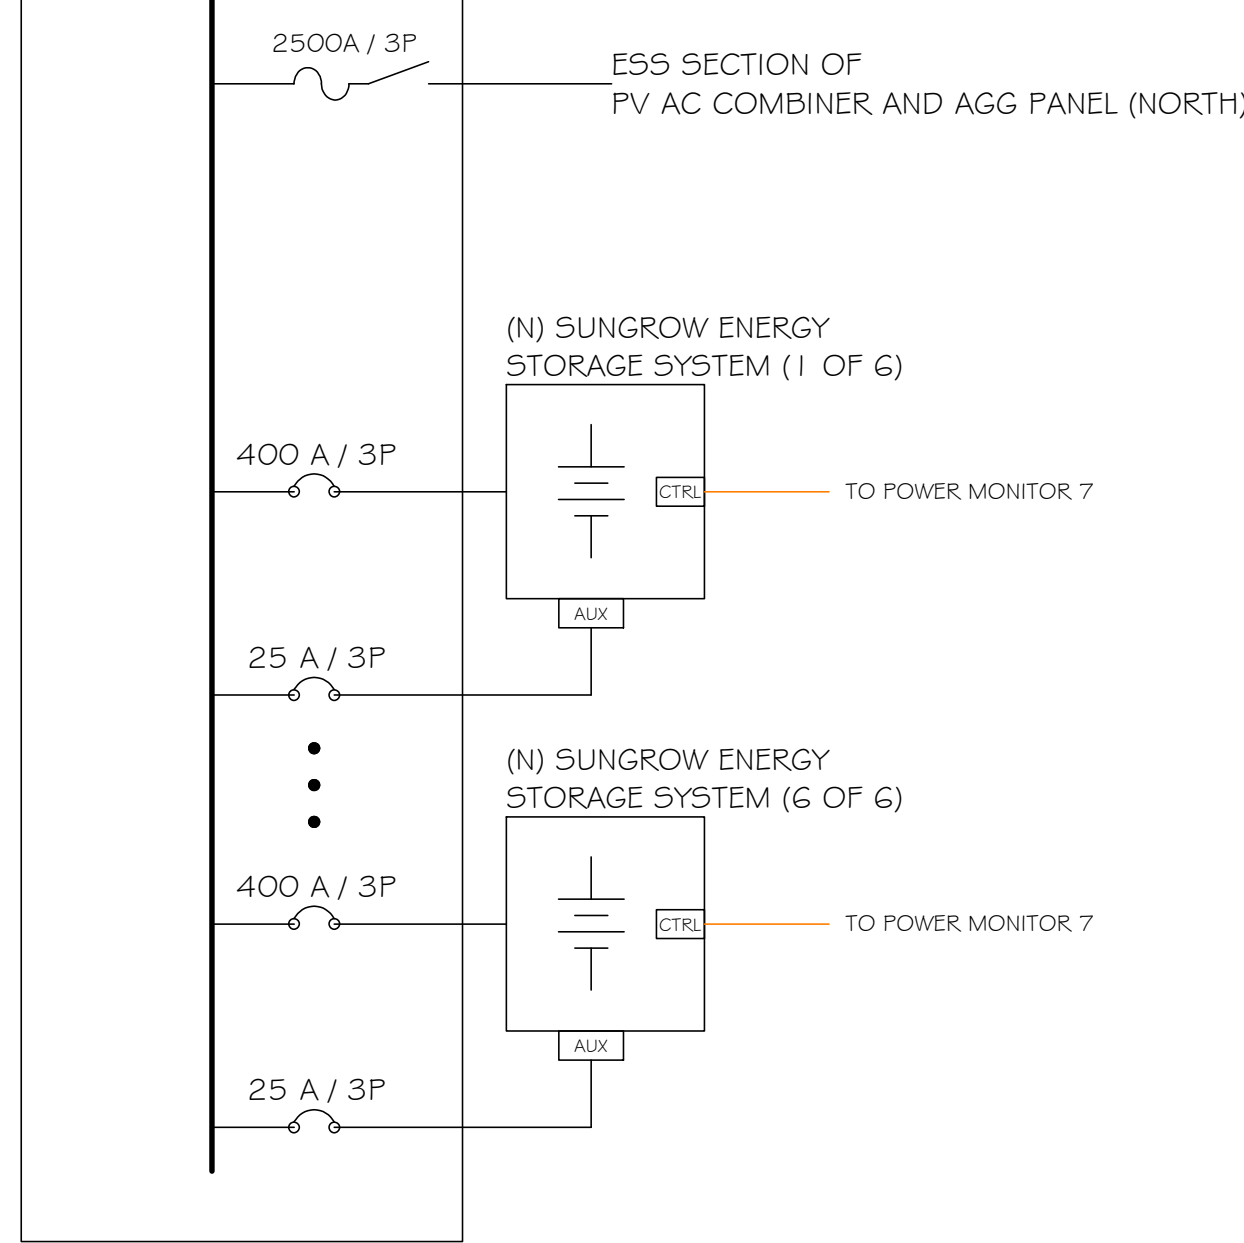 2500A / 3P
ESS SECTION OF
PV AC COMBINER AND AGG PANEL (NORTH)
(N) SUNGROW ENERGY
STORAGE SYSTEM (1 OF 6)
400 A / 3P
CTRL
TO POWER MONITOR 7
AUX
25 A / 3P
(N) SUNGROW ENERGY
STORAGE SYSTEM (6 OF 6)
400 A / 3P
CTRL
TO POWER MONITOR 7
AUX
25 A / 3P